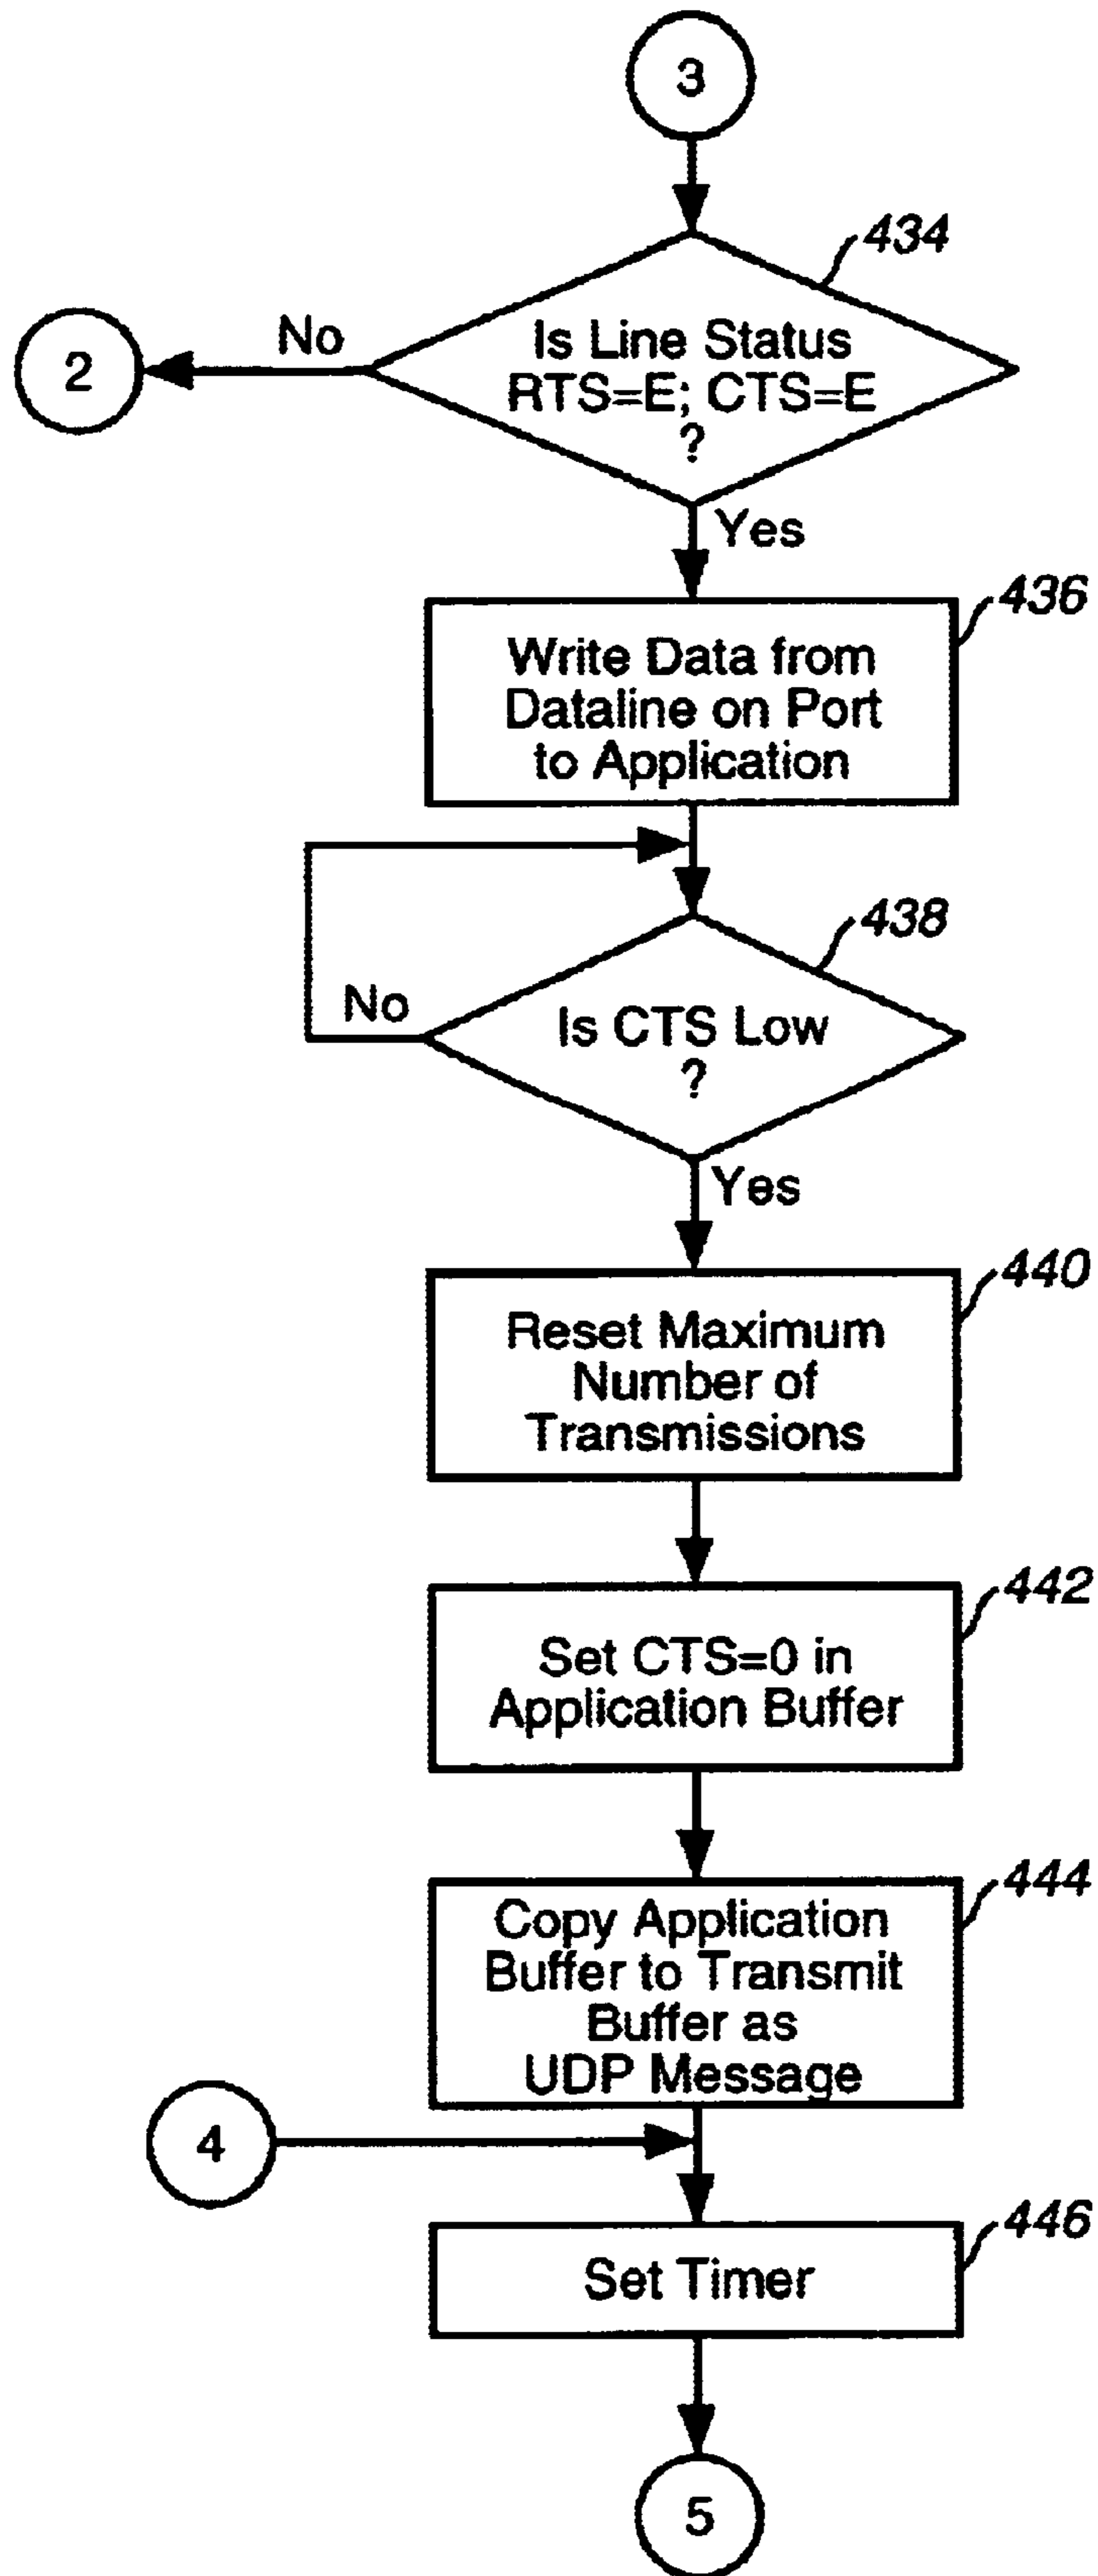 3
434
2
No
Is Line Status
RTS=E; CTS=E
?
Yes
436
Write Data from
Dataline on Port
to Application
438
No
Is CTS Low
?
Yes
440
Reset Maximum
Number of
Transmissions
442
Set CTS=0 in
Application Buffer
444
Copy Application
Buffer to Transmit
Buffer as
UDP Message
4
446
Set Timer
5